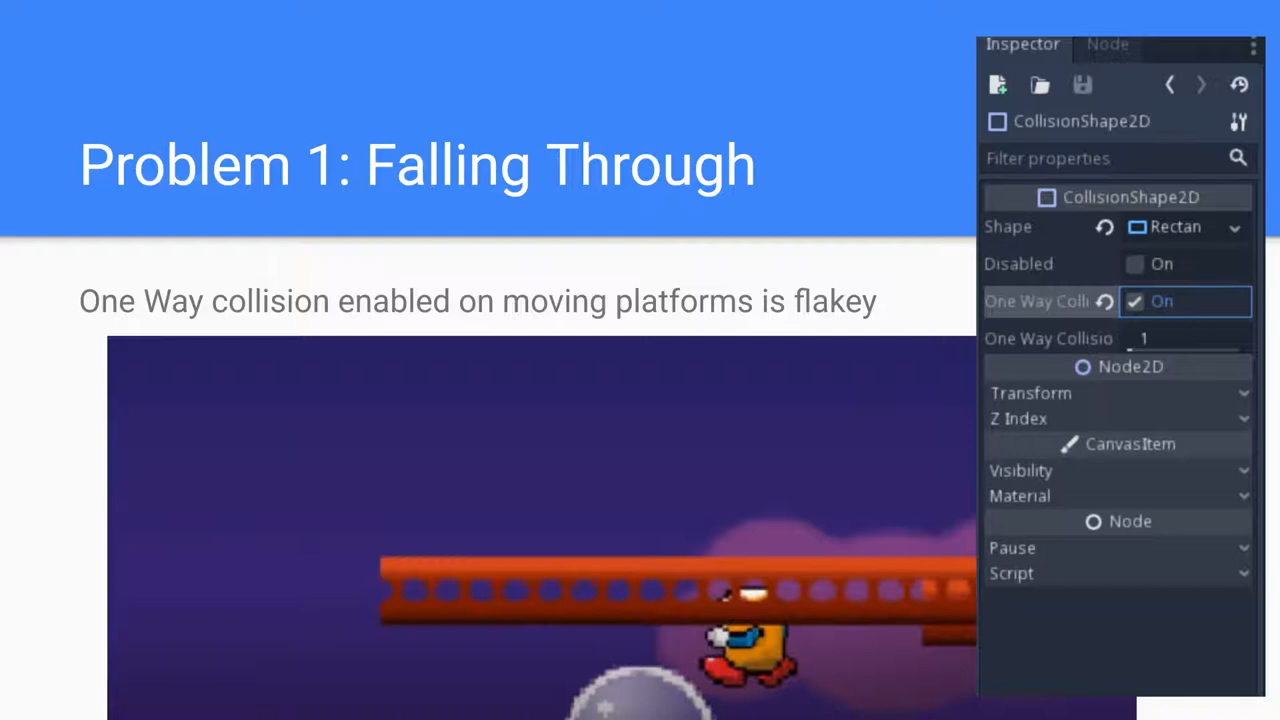 Problem 1: Falling Through
One Way collision enabled on moving platforms is flakey
Inspector Node
CollisionShape2D
Filter properties
CollisionShape2D
Shape Rectan
Disabled On
One Way Colli On
One Way Collisio 1
Node2D
Transform
Z Index
CanvasItem
Visibility
Material
Node
Pause
Script